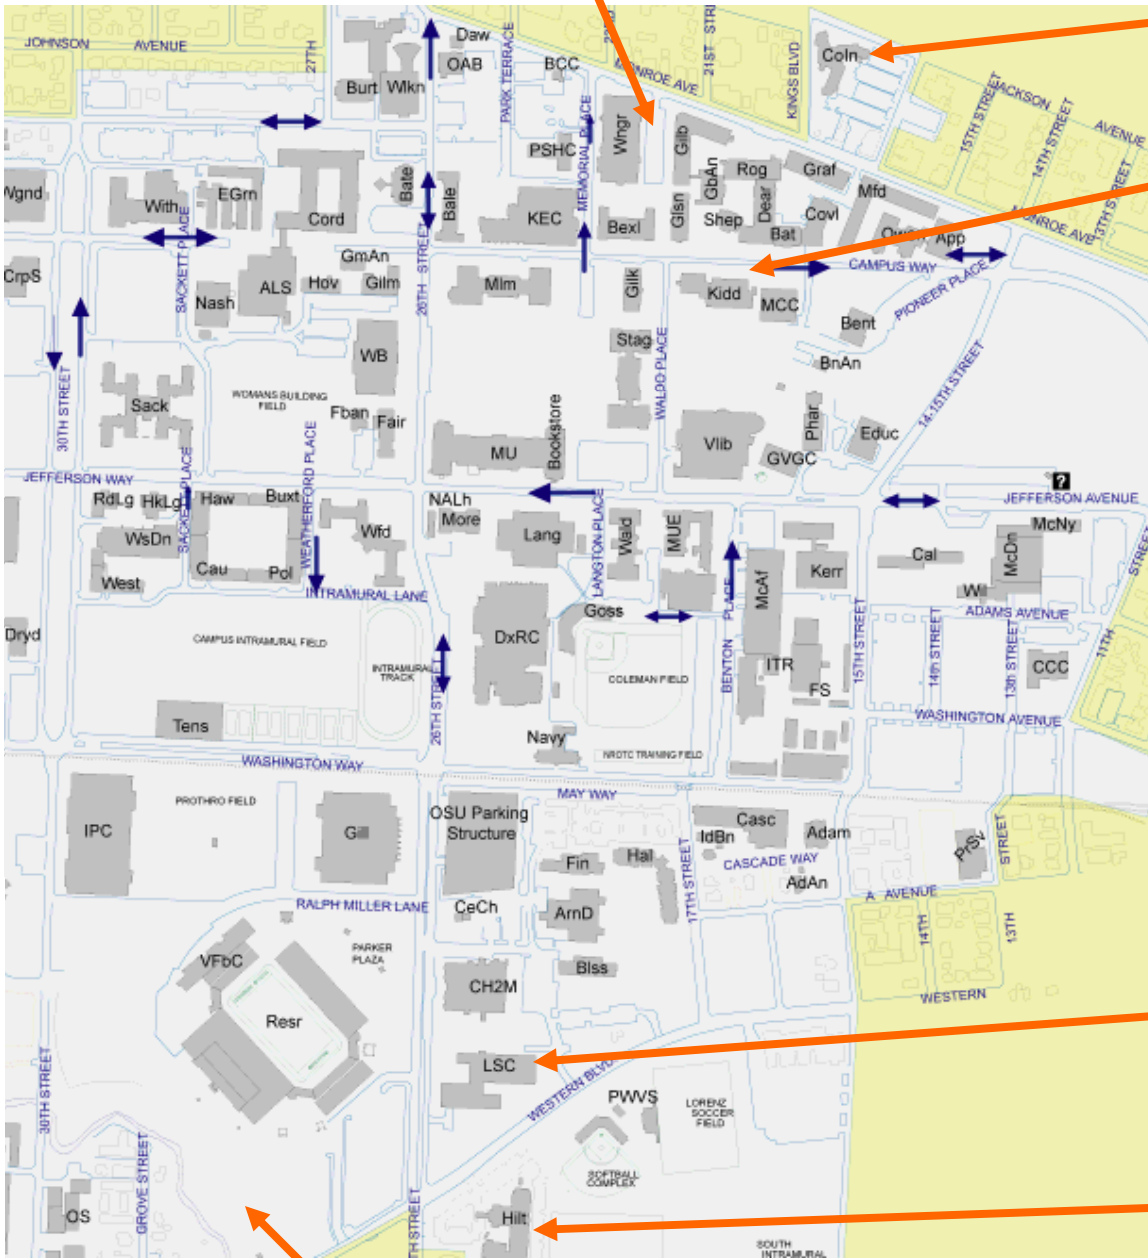 JOHNSON AVENUE
27TH
Daw
OAB
PARK TERRACE
BCC
MONROE AVE
21ST STRE
KINGS BLVD
Coln
15TH STREET
JACKSON AVENUE
14TH STREET
13TH STREET
MONROE AVE
Burt
Wlkn
PSHC
MEMORIAL PLACE
Wngr
Gilb
GbAn
Rog
Graf
Mfd
Wgnd
With
EGrn
Cord
Bate
Bale
KEC
Bexl
Glsn
Shep
Dear
Bat
Covl
App
CAMPUS WAY
PIONEER PLACE
SACKETT PLACE
26TH STREET
CrpS
Nash
ALS
Hov
GmAn
Gilm
Mlm
Gilk
Kidd
MCC
Bent
BnAn
WB
Stag
WALDO PLACE
14-15TH STREET
30TH STREET
Sack
WOMANS BUILDING
FIELD
Fban
Fair
MU
Bookstore
Vlib
Phar
GVGC
Educ
JEFFERSON WAY
SACKETT PLACE
WEATHERFORD PLACE
RdLg
HkLg
Haw
Buxt
NALh
More
Lang
LANGTON PLACE
Wald
MUE
?
JEFFERSON AVENUE
McNy
WsDn
West
Cau
Pol
Wfd
INTRAMURAL LANE
McAf
Kerr
Cal
McDn
Wil
ADAMS AVENUE
11TH STREET
Dryd
CAMPUS INTRAMURAL FIELD
INTRAMURAL
TRACK
26TH STREET
DxRC
Goss
COLEMAN FIELD
BENTON PLACE
ITR
FS
15TH STREET
14th STREET
13th STREET
CCC
WASHINGTON AVENUE
Tens
Navy
NROTC TRAINING FIELD
WASHINGTON WAY
MAY WAY
IPC
PROTHRO FIELD
Gill
OSU Parking
Structure
Fin
Hal
17TH STREET
Casc
IdBn
Adam
CASCADE WAY
AdAn
PrSv
STREET
A AVENUE
RALPH MILLER LANE
CeCh
ArnD
14TH
13TH
VFbC
PARKER
PLAZA
CH2M
Blss
WESTERN
Resr
LSC
WESTERN BLVD
30TH STREET
GROVE STREET
PWVS
LORENZ
SOCCER
FIELD
SOFTBALL
COMPLEX
OS
TH STREET
Hilt
SOUTH
INTRAMURAL